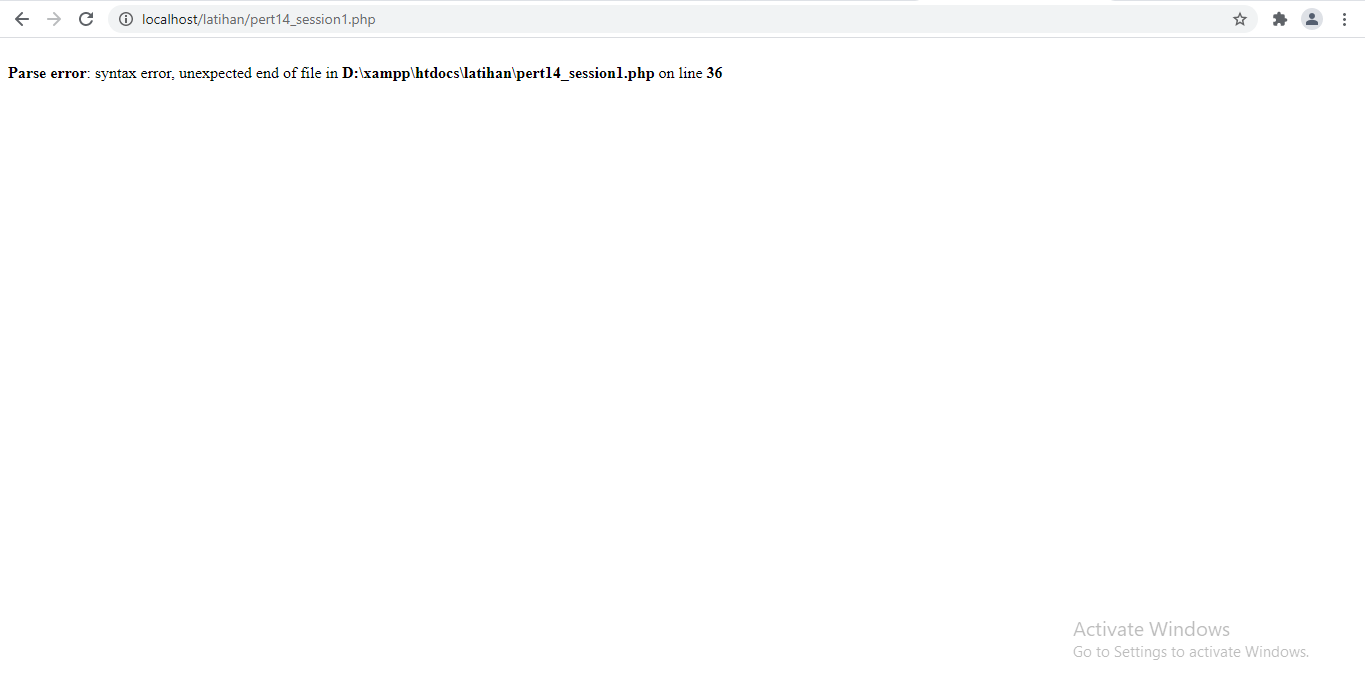 localhost/latihan/pert14_session1.php
Parse error: syntax error, unexpected end of file in D:\xampp\htdocs\latihan\pert14_session1.php on line 36
Activate Windows
Go to Settings to activate Windows.